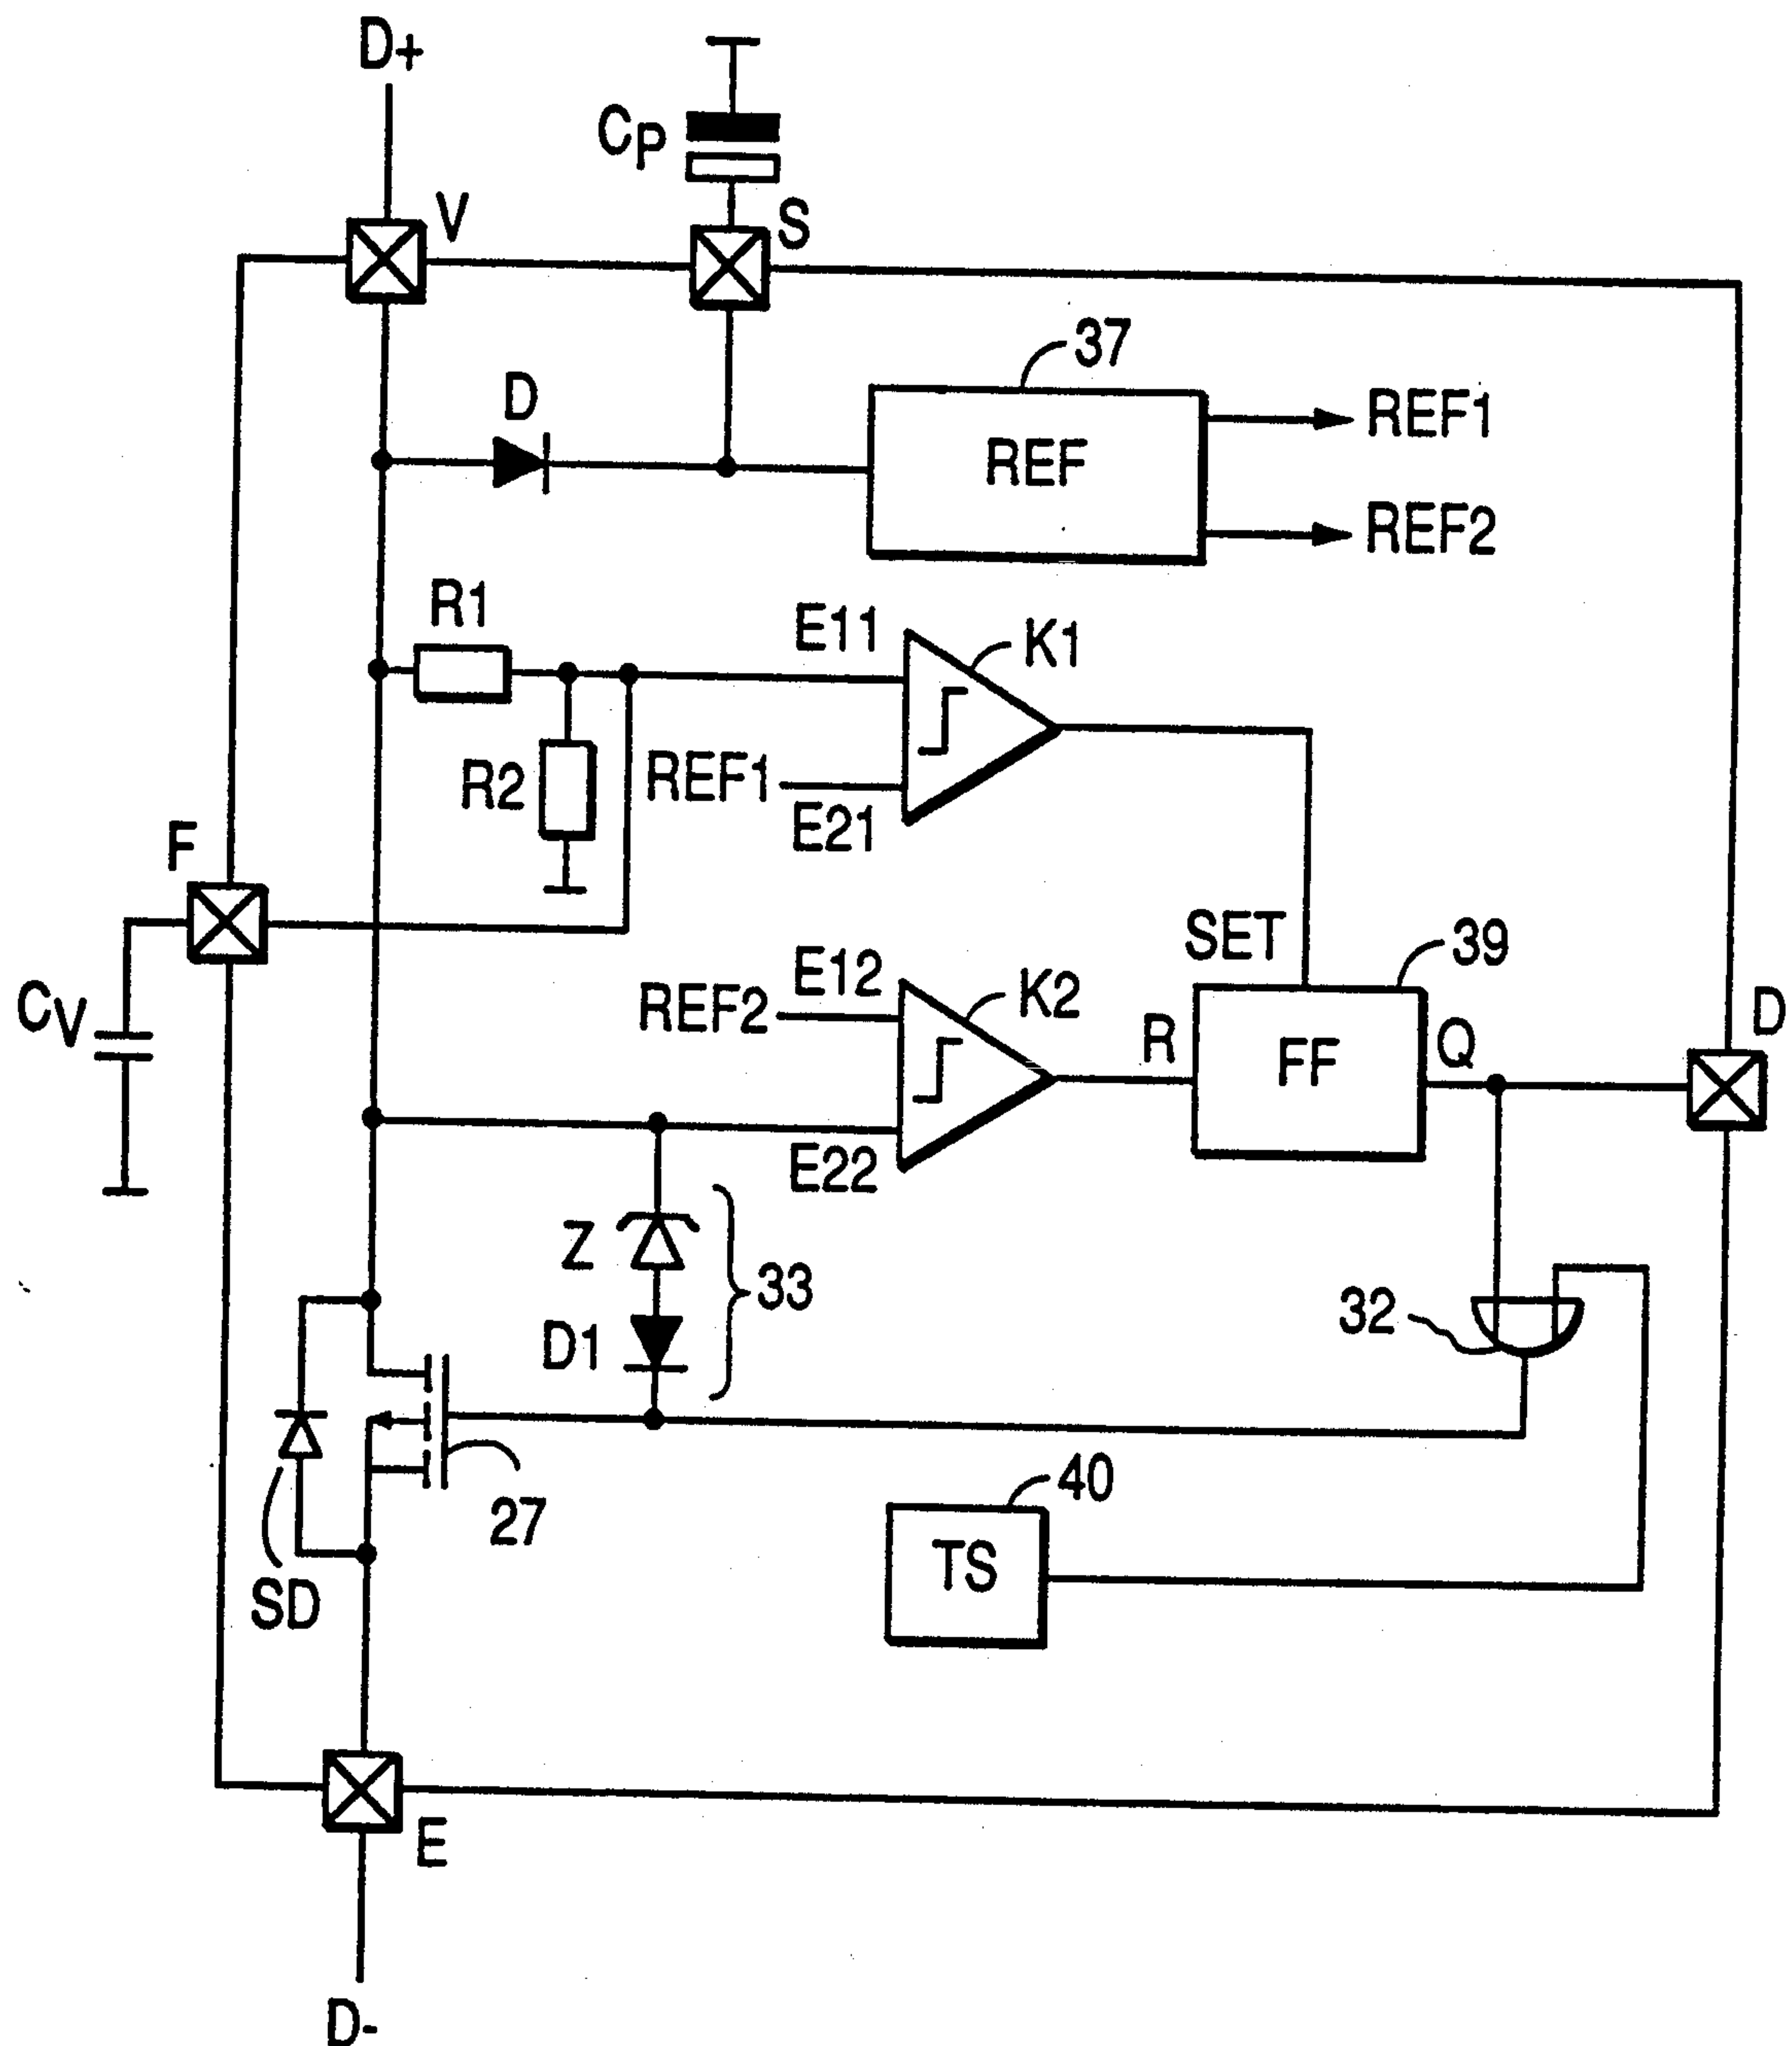 D+
CP
V
S
37
D
REF
REF1
REF2
R1
E11
K1
R2
REF1
E21
F
SET
39
E12
K2
REF2
CV
R
FF
Q
D
E22
Z
33
32
D1
40
27
TS
SD
E
D-